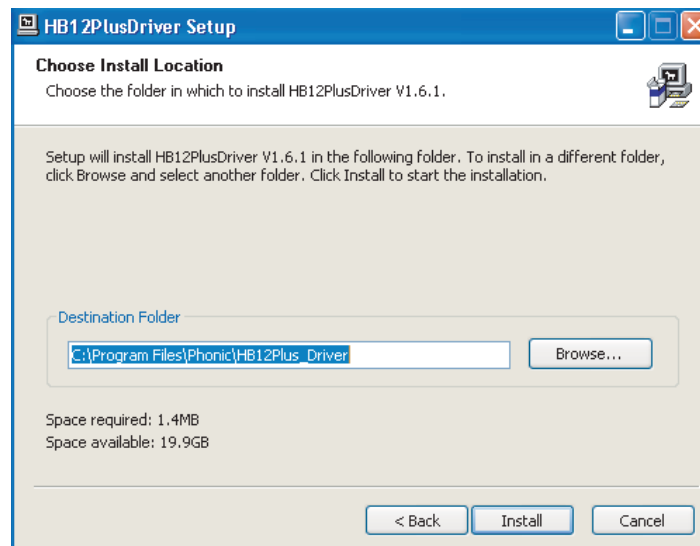 HB12PlusDriver Setup
Choose Install Location
Choose the folder in which to install HB12PlusDriver V1.6.1.
Setup will install HB12PlusDriver V1.6.1 in the following folder. To install in a different folder,
click Browse and select another folder. Click Install to start the installation.
Destination Folder
C:\Program Files\Phonic\HB12Plus_Driver
Browse...
Space required: 1.4MB
Space available: 19.9GB
< Back Install Cancel